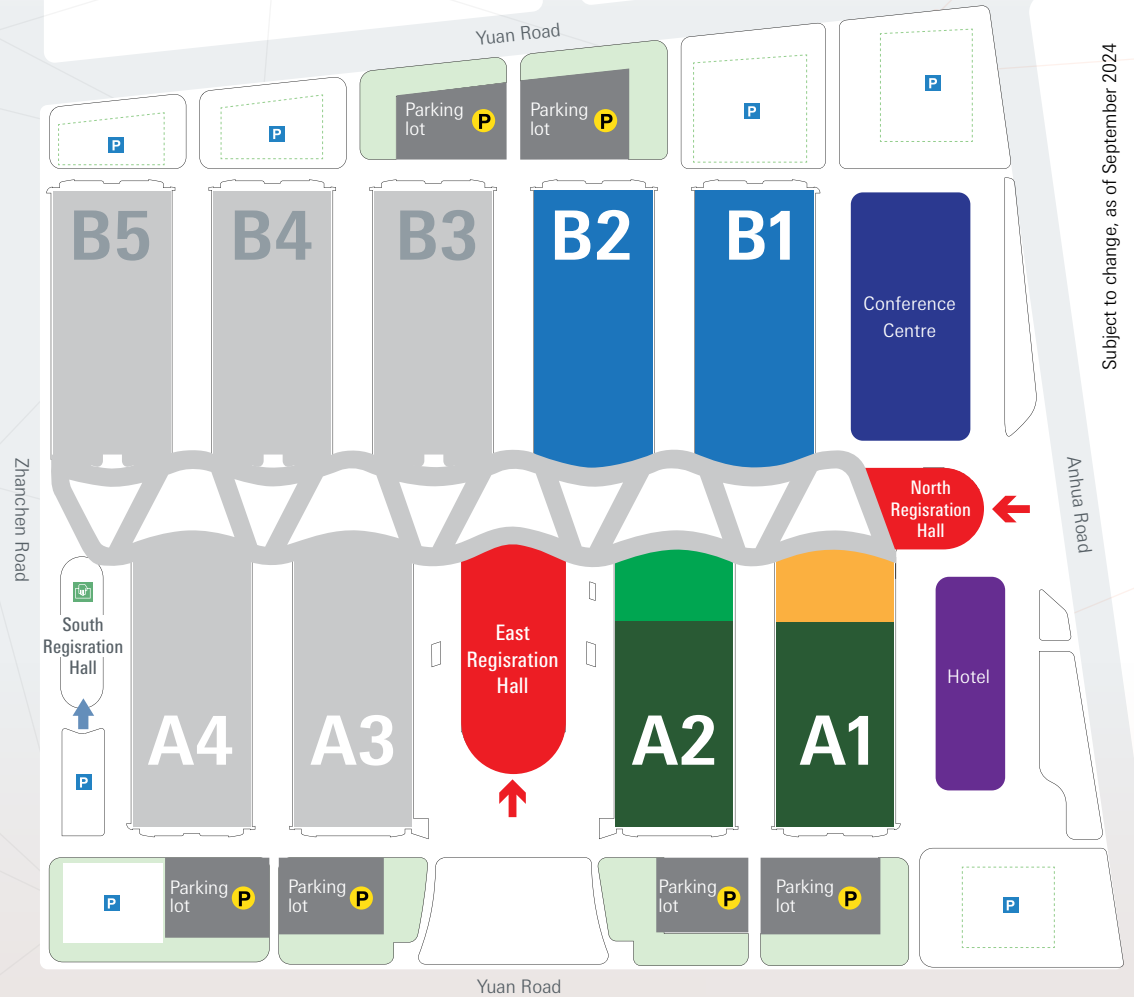 Yuan Road
Subject to change, as of September 2024
P
P
Parking
lot
P
Parking
lot
P
P
P
B5
B4
B3
B2
B1
Conference
Centre
Zhanchen Road
North
Regisration
Hall
Anhua Road
South
Regisration
Hall
East
Regisration
Hall
Hotel
A4
A3
A2
A1
P
P
Parking
lot
P
Parking
lot
P
Parking
lot
P
Parking
lot
P
P
Yuan Road